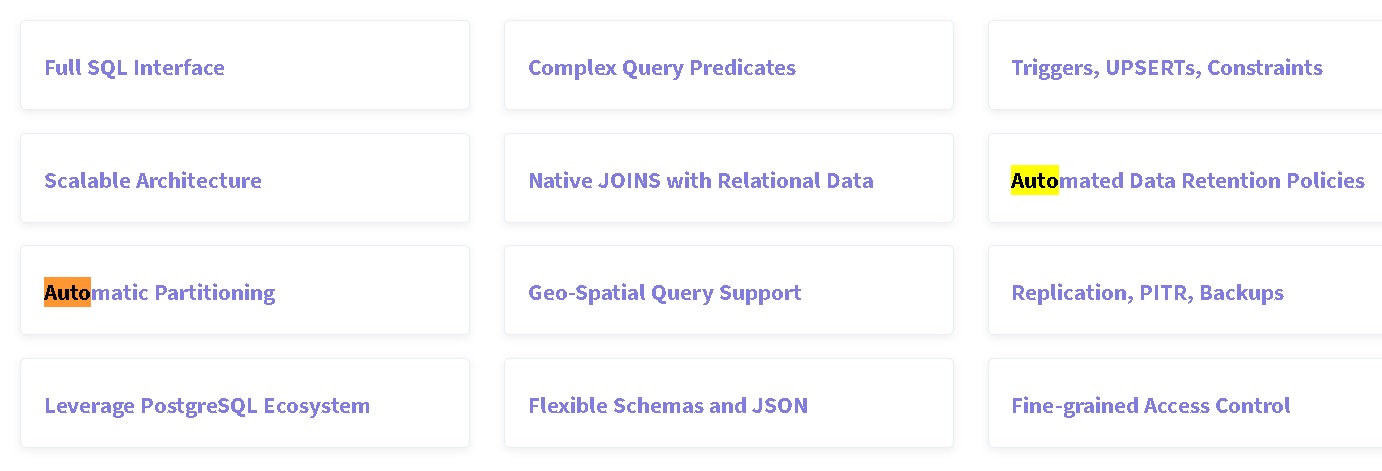 Full SQL Interface
Complex Query Predicates
Triggers, UPSERTs, Constraints
Scalable Architecture
Native JOINS with Relational Data
Automated Data Retention Policies
Automatic Partitioning
Geo-Spatial Query Support
Replication, PITR, Backups
Leverage PostgreSQL Ecosystem
Flexible Schemas and JSON
Fine-grained Access Control